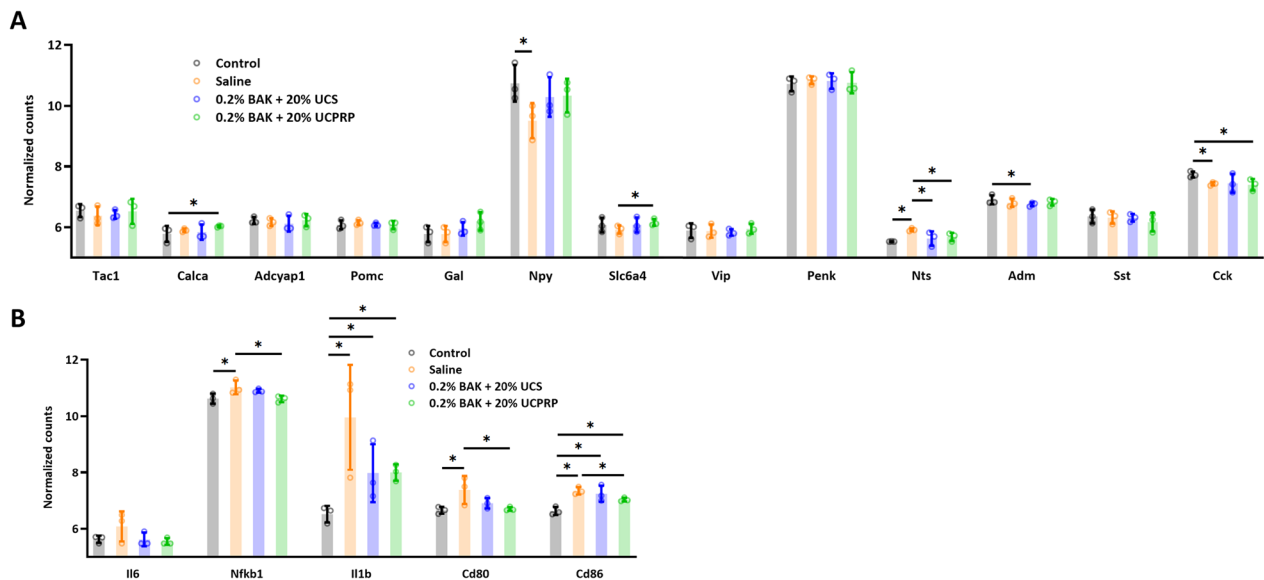 A
Normalized counts
12
10
8
6
Control
Saline
0.2% BAK + 20% UCS
0.2% BAK + 20% UCPRP
* * * * * * * * *
Tac1 Calca Adcyap1 Pomc Gal Npy Slc6a4 Vip Penk Nts Adm Sst Cck
B
Normalized counts
12
10
8
6
Control
Saline
0.2% BAK + 20% UCS
0.2% BAK + 20% UCPRP
* * * * * * * * * * *
Il6 Nfkb1 Il1b Cd80 Cd86